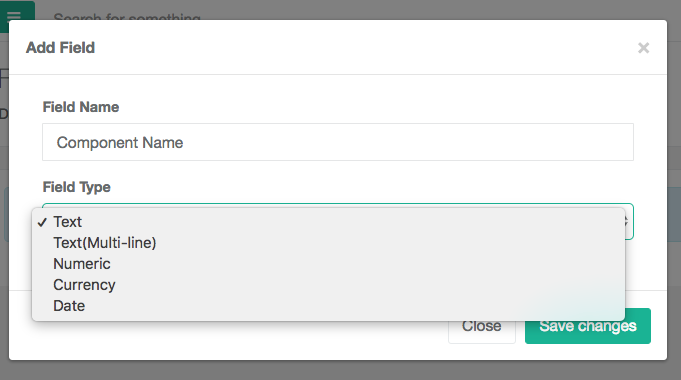 Search for something
Add Field
×
F
D
Field Name
Component Name
Field Type
✓ Text
Text(Multi-line)
Numeric
Currency
Date
Close
Save changes